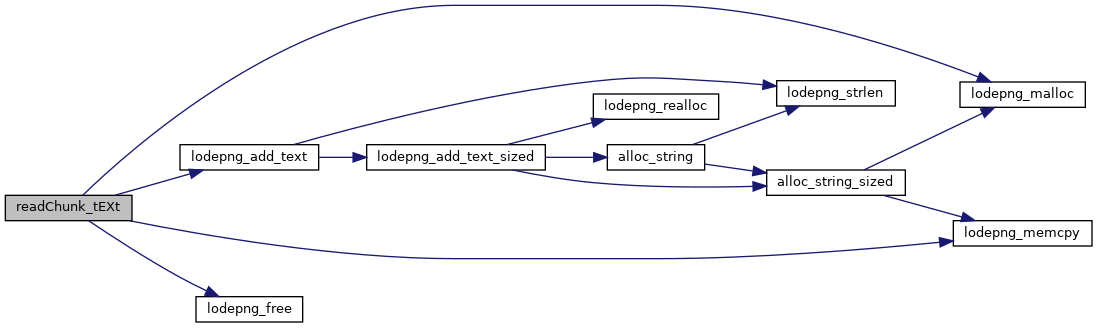 readChunk_tEXt
lodepng_add_text
lodepng_add_text_sized
lodepng_realloc
alloc_string
lodepng_strlen
alloc_string_sized
lodepng_malloc
lodepng_memcpy
lodepng_free